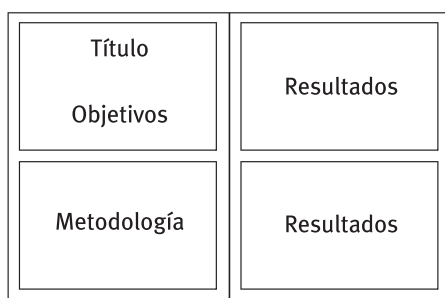 Título
Objetivos
Metodología
Resultados
Resultados